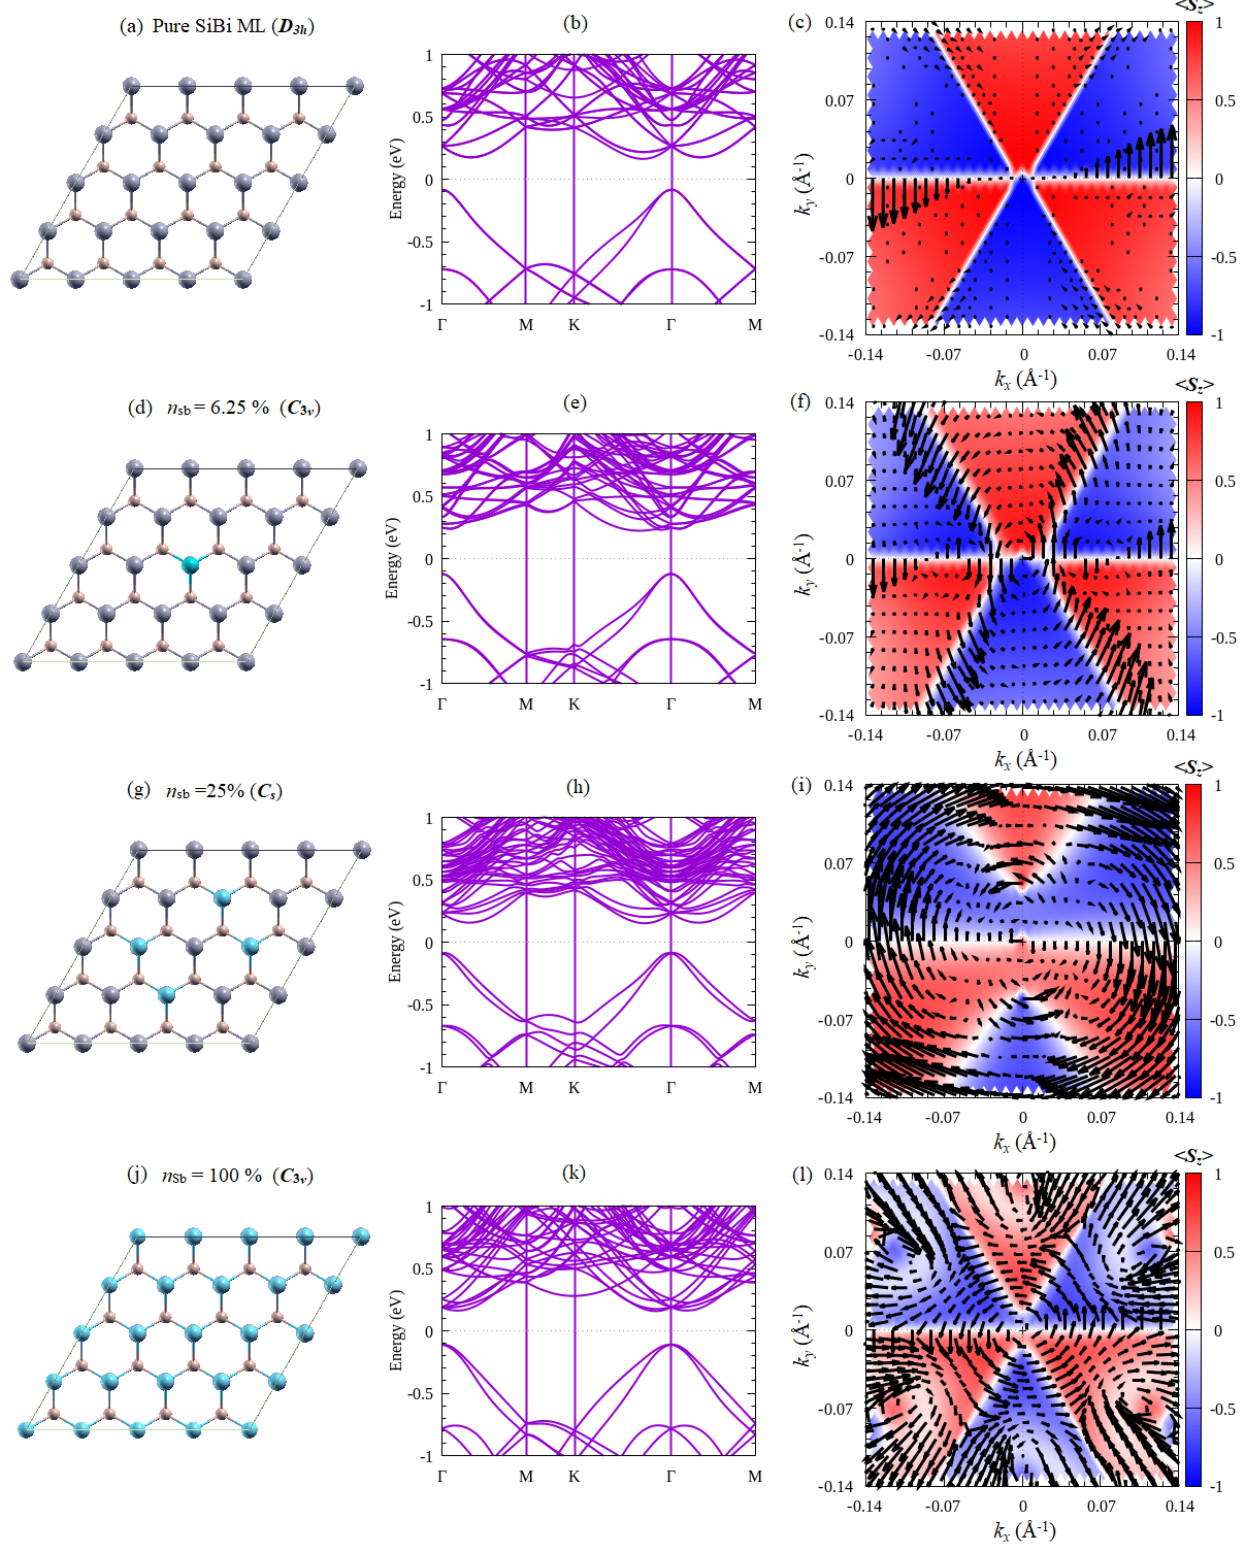 (a) Pure SiBi ML (D3h)
(b)
(c)
<Sz>
Energy (eV)
1
0.5
0
-0.5
-1
Γ M K Γ M
ky (Å-1)
0.14
0.07
0
-0.07
-0.14
-0.14 -0.07 0 0.07 0.14
kx (Å-1)
1
0.5
0
-0.5
-1
(d) nsb = 6.25 % (C3v)
(e)
(f)
<Sz>
Energy (eV)
1
0.5
0
-0.5
-1
Γ M K Γ M
ky (Å-1)
0.14
0.07
0
-0.07
-0.14
-0.14 -0.07 0 0.07 0.14
kx (Å-1)
1
0.5
0
-0.5
-1
(g) nsb =25% (Cs)
(h)
(i)
<Sz>
Energy (eV)
1
0.5
0
-0.5
-1
Γ M K Γ M
ky (Å-1)
0.14
0.07
0
-0.07
-0.14
-0.14 -0.07 0 0.07 0.14
kx (Å-1)
1
0.5
0
-0.5
-1
(j) nSb = 100 % (C3v)
(k)
(l)
<Sz>
Energy (eV)
1
0.5
0
-0.5
-1
Γ M K Γ M
ky (Å-1)
0.14
0.07
0
-0.07
-0.14
-0.14 -0.07 0 0.07 0.14
kx (Å-1)
1
0.5
0
-0.5
-1